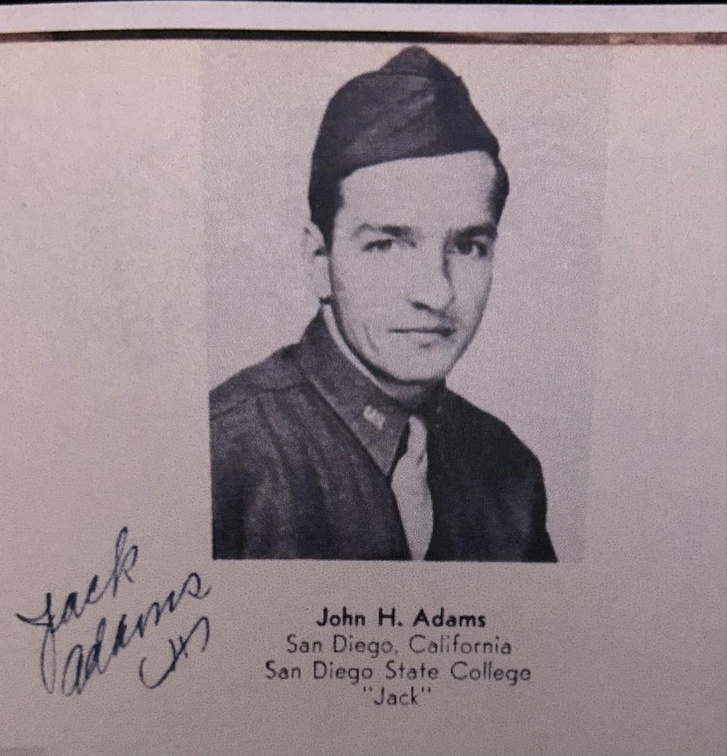 Jack
Adams
John H. Adams
San Diego, California
San Diego State College
"Jack"